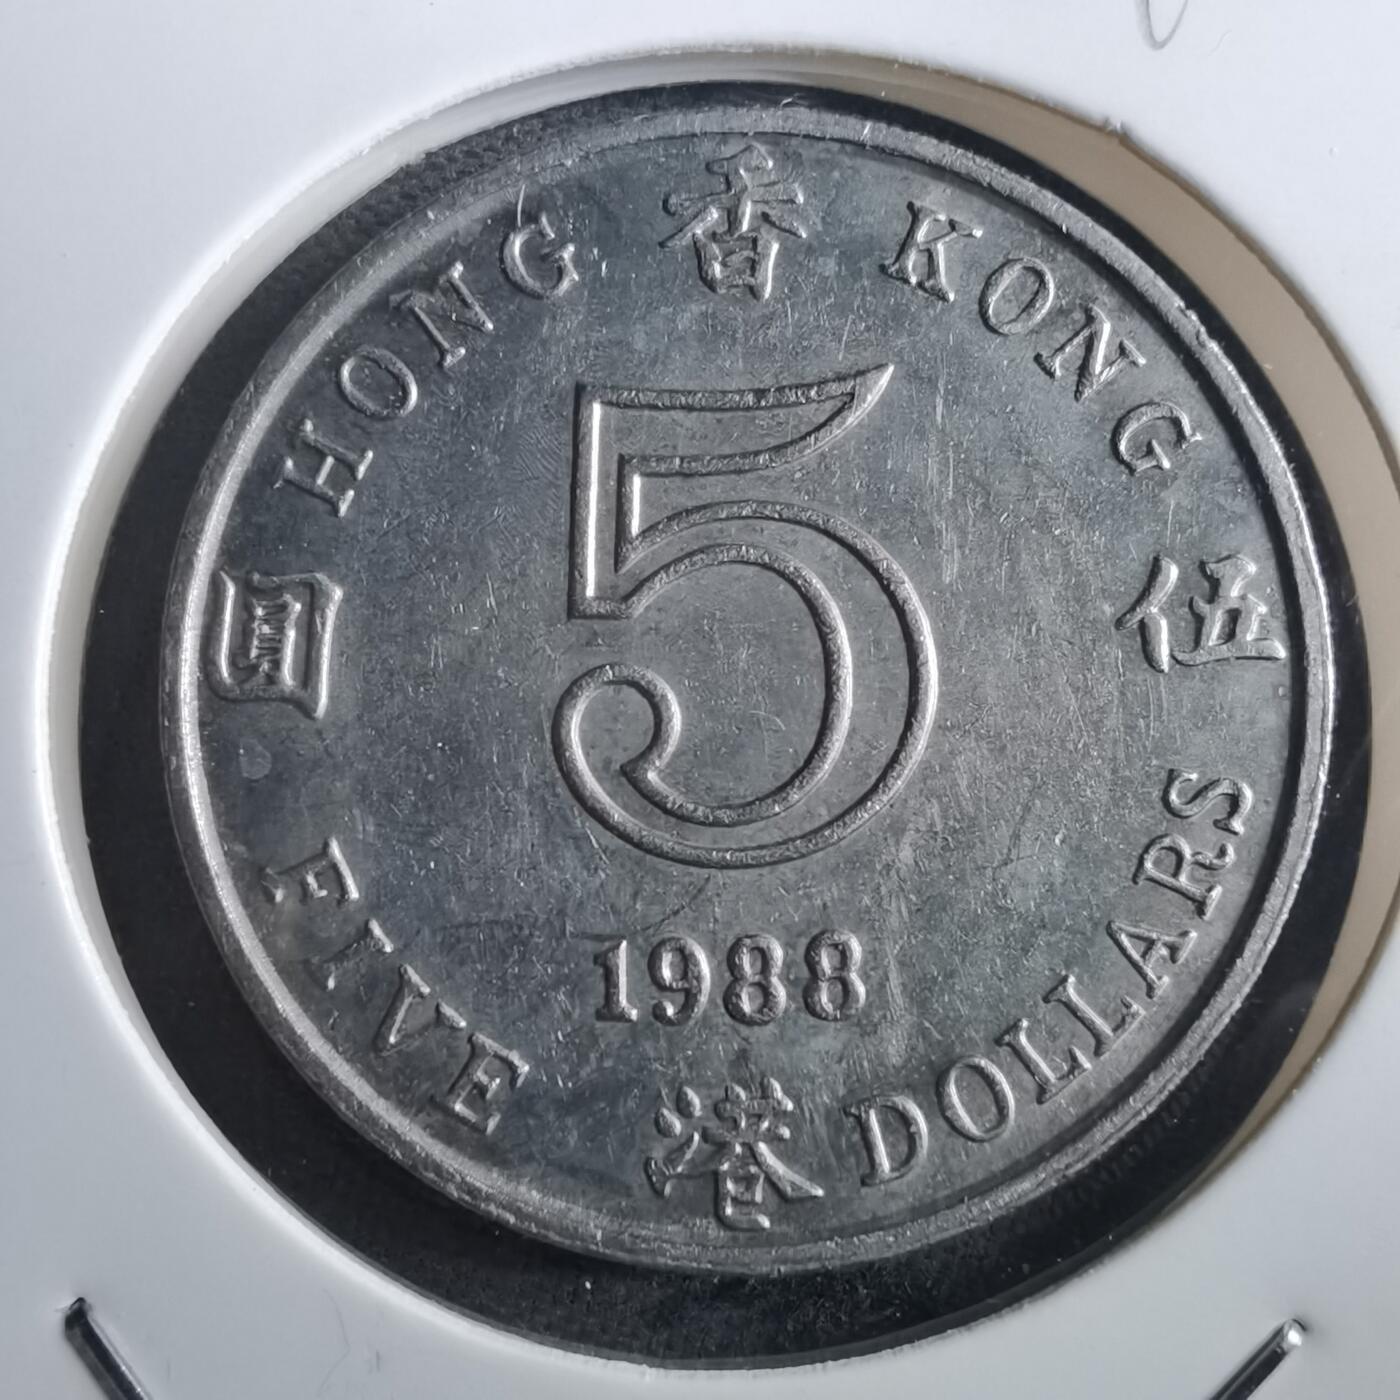 HONG 香 KONG
圓 5 伍
1988
FIVE 港 DOLLARS